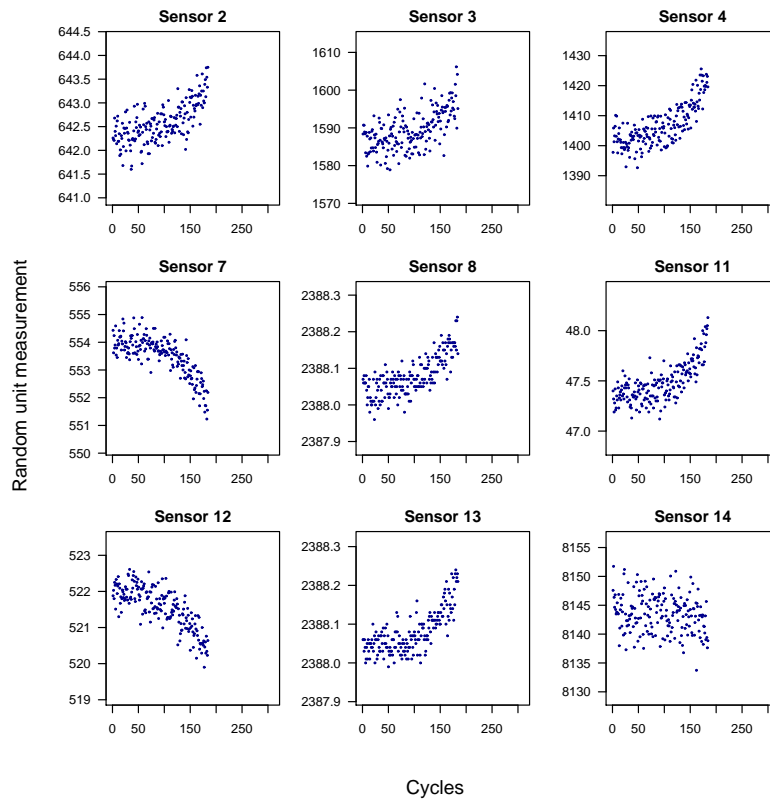 Sensor 2
Sensor 3
Sensor 4
644.5
644.0
643.5
643.0
642.5
642.0
641.5
641.0
1610
1600
1590
1580
1570
1430
1420
1410
1400
1390
0 50 150 250
0 50 150 250
0 50 150 250
Random unit measurement
Sensor 7
Sensor 8
Sensor 11
556
555
554
553
552
551
550
2388.3
2388.2
2388.1
2388.0
2387.9
48.0
47.5
47.0
0 50 150 250
0 50 150 250
0 50 150 250
Sensor 12
Sensor 13
Sensor 14
523
522
521
520
519
2388.3
2388.2
2388.1
2388.0
2387.9
8155
8150
8145
8140
8135
8130
0 50 150 250
0 50 150 250
0 50 150 250
Cycles